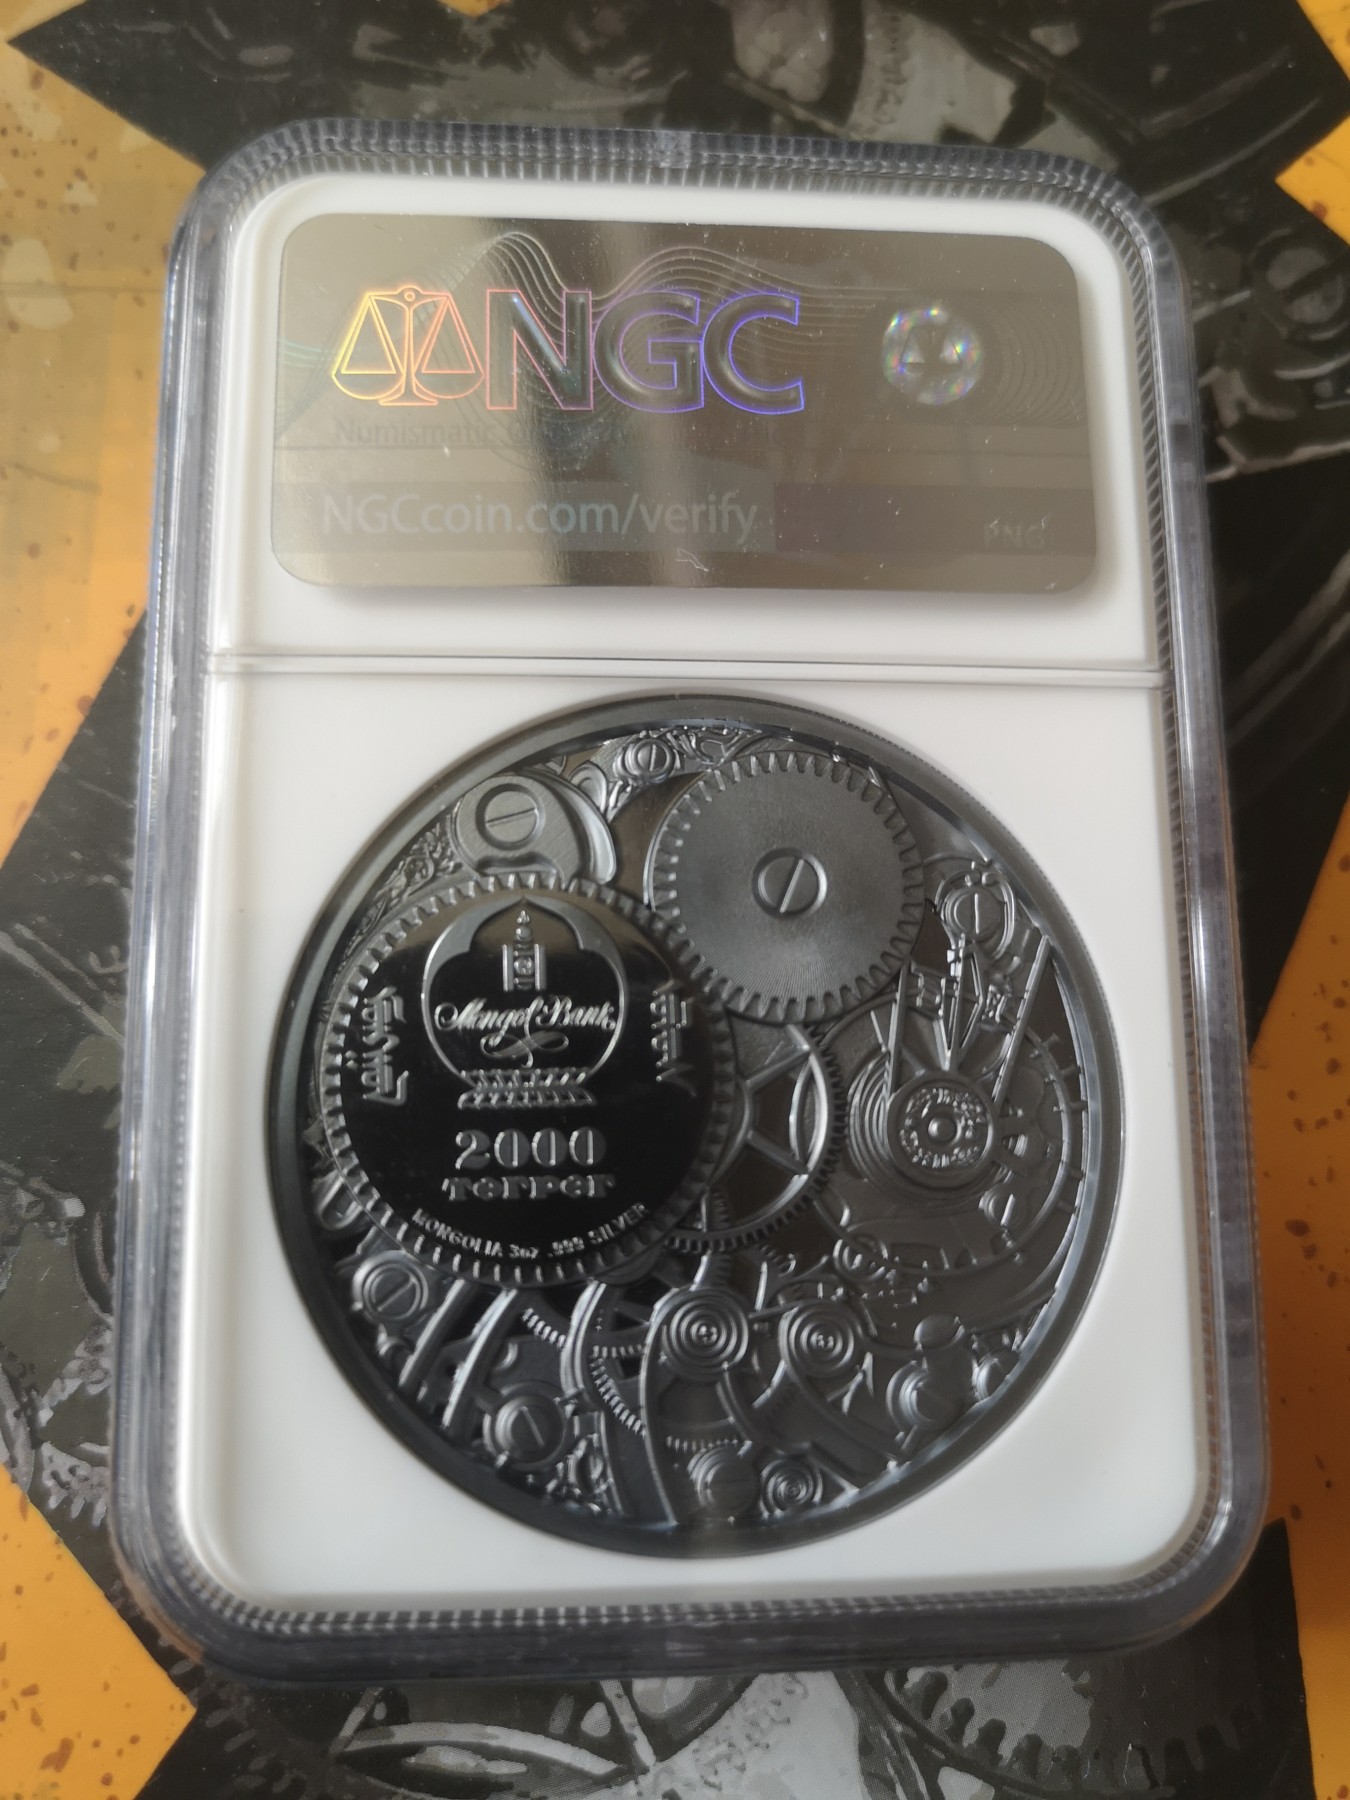 NGC
NGCcoin.com/verify
Mongol Bank
2000
Төгрөг
MONGOLIA 3oz .999 SILVER